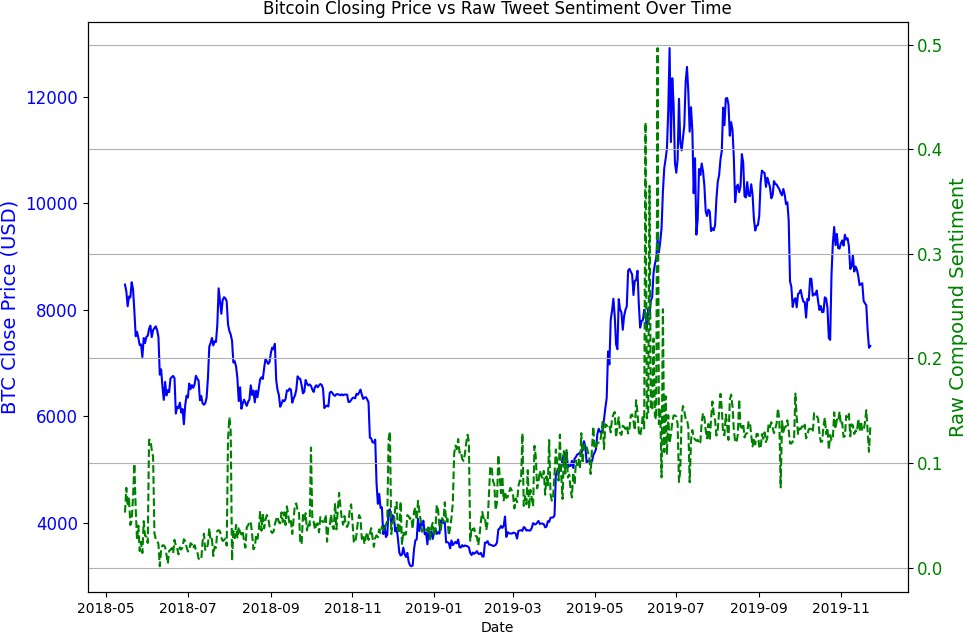 Bitcoin Closing Price vs Raw Tweet Sentiment Over Time
BTC Close Price (USD)
12000
10000
8000
6000
4000
0.5
0.4
0.3
0.2
0.1
0.0
Raw Compound Sentiment
2018-05 2018-07 2018-09 2018-11 2019-01 2019-03 2019-05 2019-07 2019-09 2019-11
Date